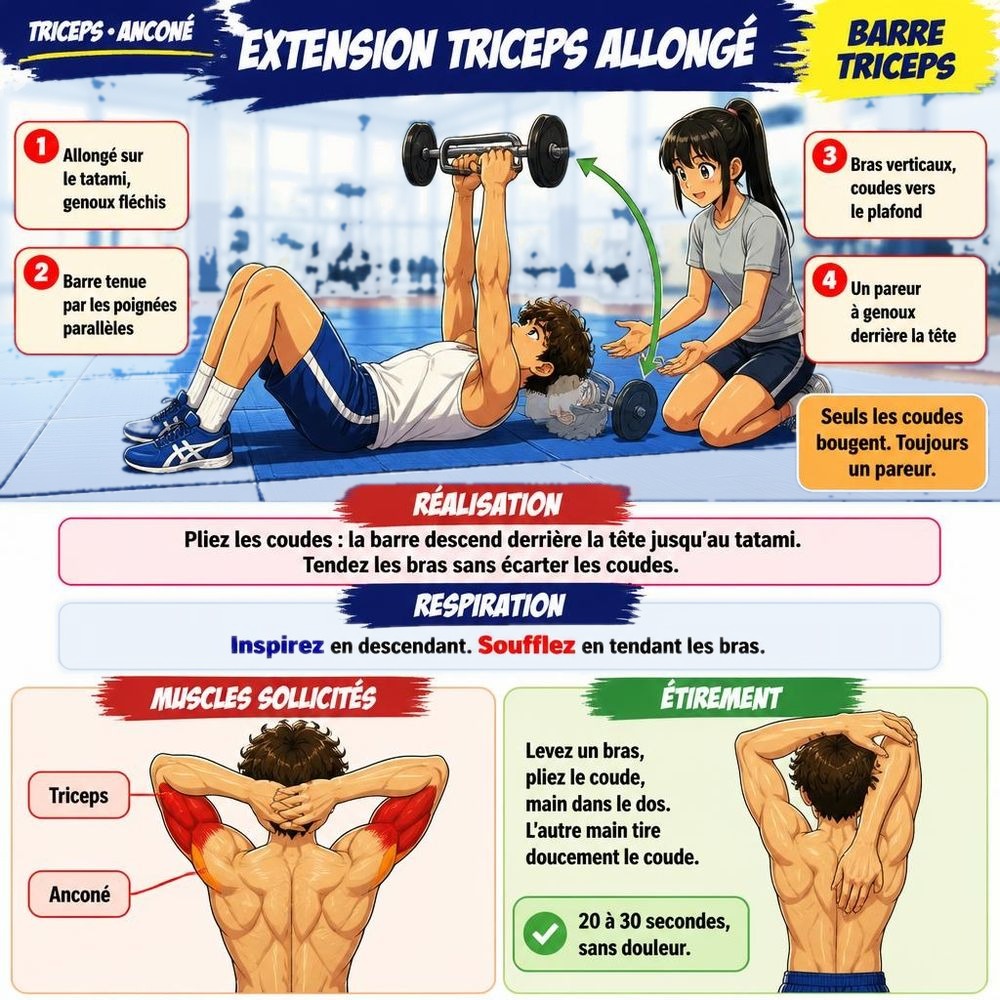 TRICEPS • ANCONÉ
EXTENSION TRICEPS ALLONGÉ
BARRE
TRICEPS
1
Allongé sur
le tatami,
genoux fléchis
2
Barre tenue
par les poignées
parallèles
3
Bras verticaux,
coudes vers
le plafond
4
Un pareur
à genoux
derrière la tête
Seuls les coudes
bougent. Toujours
un pareur.
RÉALISATION
Pliez les coudes : la barre descend derrière la tête jusqu'au tatami.
Tendez les bras sans écarter les coudes.
RESPIRATION
Inspirez en descendant. Soufflez en tendant les bras.
MUSCLES SOLLICITÉS
Triceps
Anconé
ÉTIREMENT
Levez un bras,
pliez le coude,
main dans le dos.
L'autre main tire
doucement le coude.
20 à 30 secondes,
sans douleur.